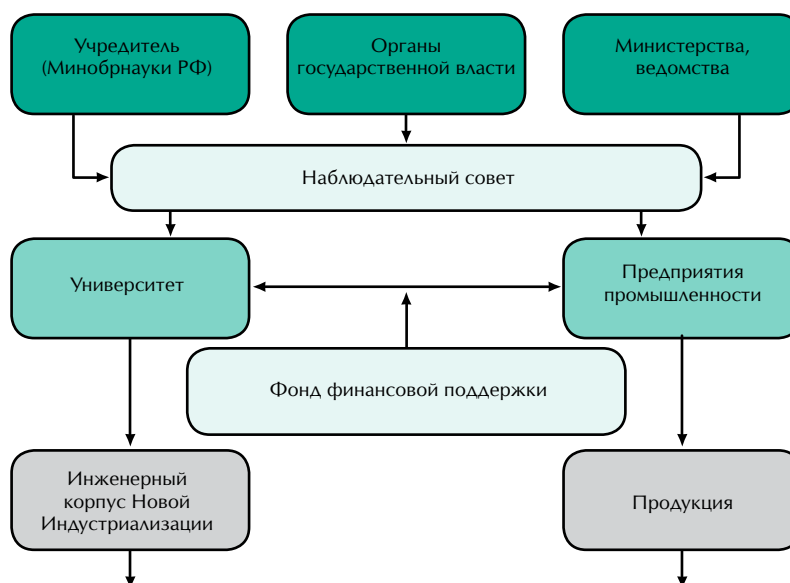 Учредитель
(Минобрнауки РФ)
Органы
государственной власти
Министерства,
ведомства
Наблюдательный совет
Университет
Предприятия
промышленности
Фонд финансовой поддержки
Инженерный
корпус Новой
Индустриализации
Продукция